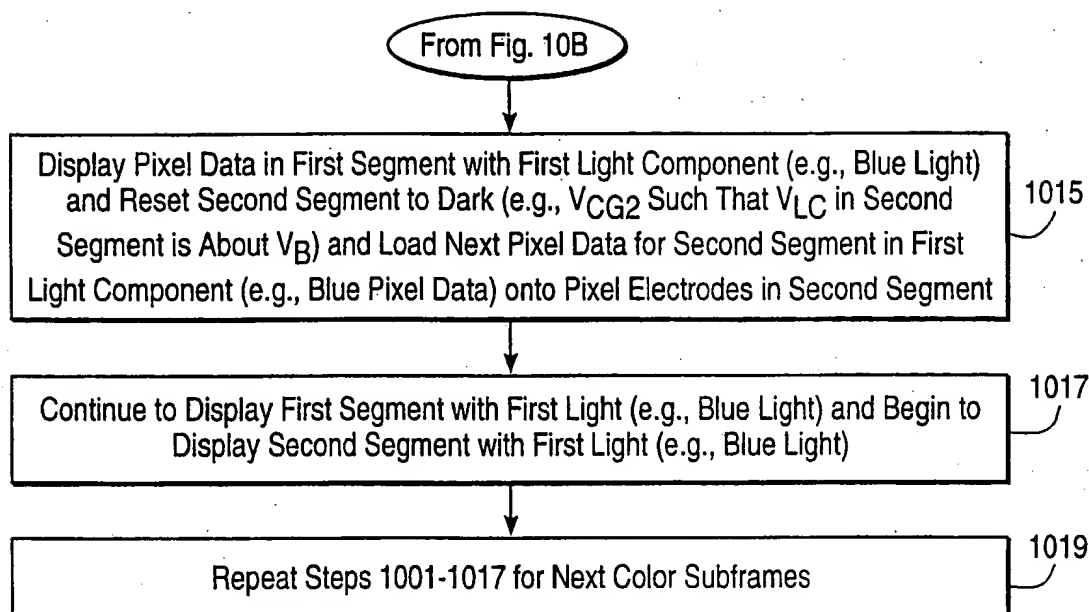 From Fig. 10B
Display Pixel Data in First Segment with First Light Component (e.g., Blue Light)
and Reset Second Segment to Dark (e.g., VCG2 Such That VLC in Second
Segment is About VB) and Load Next Pixel Data for Second Segment in First
Light Component (e.g., Blue Pixel Data) onto Pixel Electrodes in Second Segment
1015
Continue to Display First Segment with First Light (e.g., Blue Light) and Begin to
Display Second Segment with First Light (e.g., Blue Light)
1017
Repeat Steps 1001-1017 for Next Color Subframes
1019